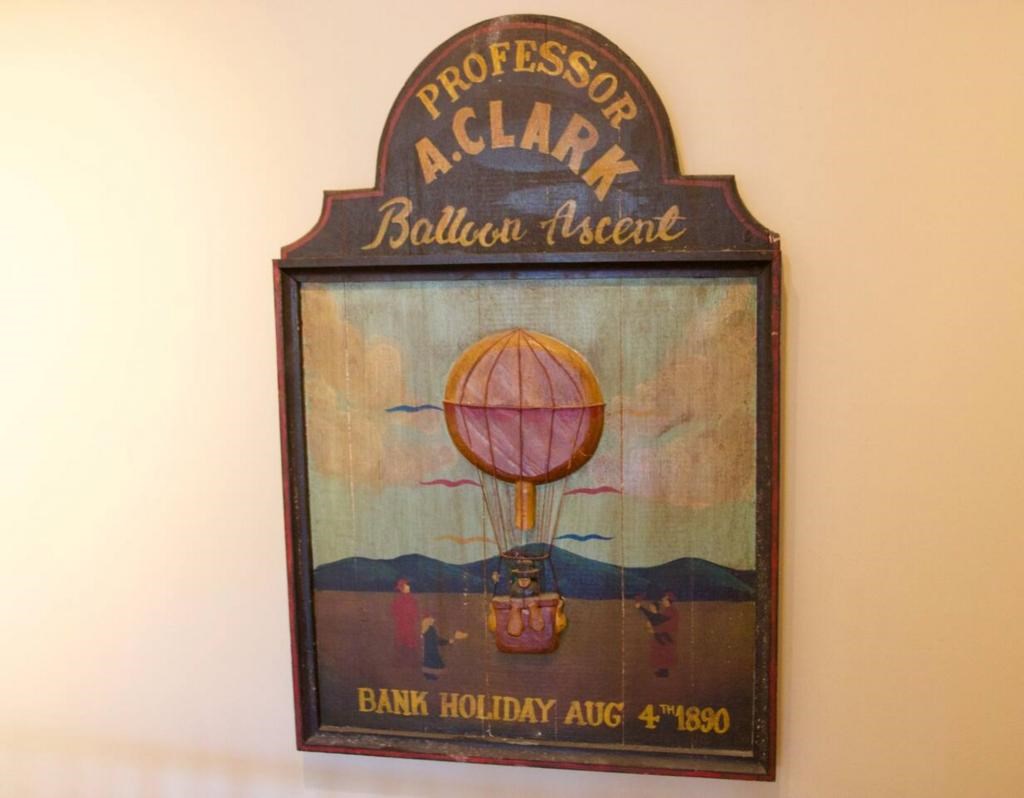 PROFESSOR
A. CLARK
Balloon Ascent
BANK HOLIDAY AUG 4TH 1890